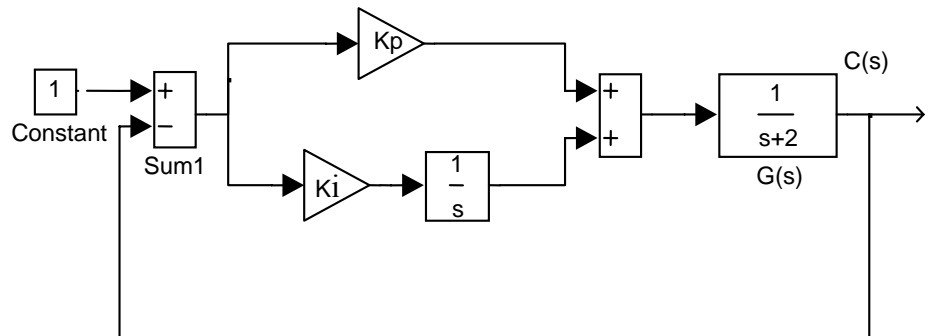 Kp
C(s)
1
+
−
Constant
Sum1
+
+
1
s+2
G(s)
Ki
1
s